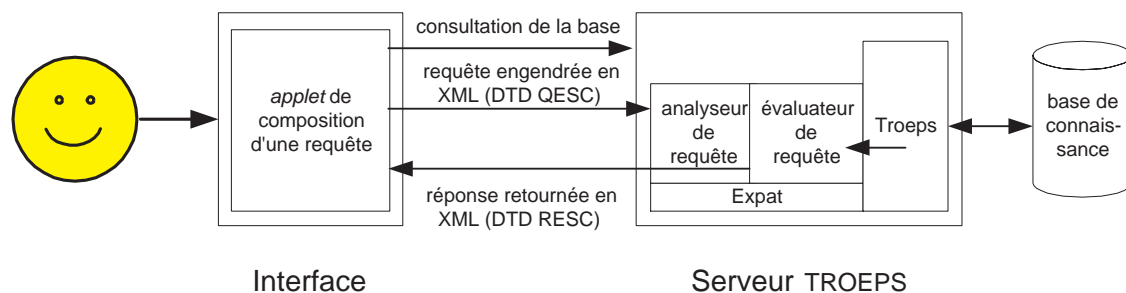 consultation de la base
requête engendrée en
XML (DTD QESC)
applet de
composition
d'une requête
analyseur
de
requête
évaluateur
de
requête
Troeps
base de
connais-
sance
Expat
réponse retournée en
XML (DTD RESC)
Interface
Serveur TROEPS